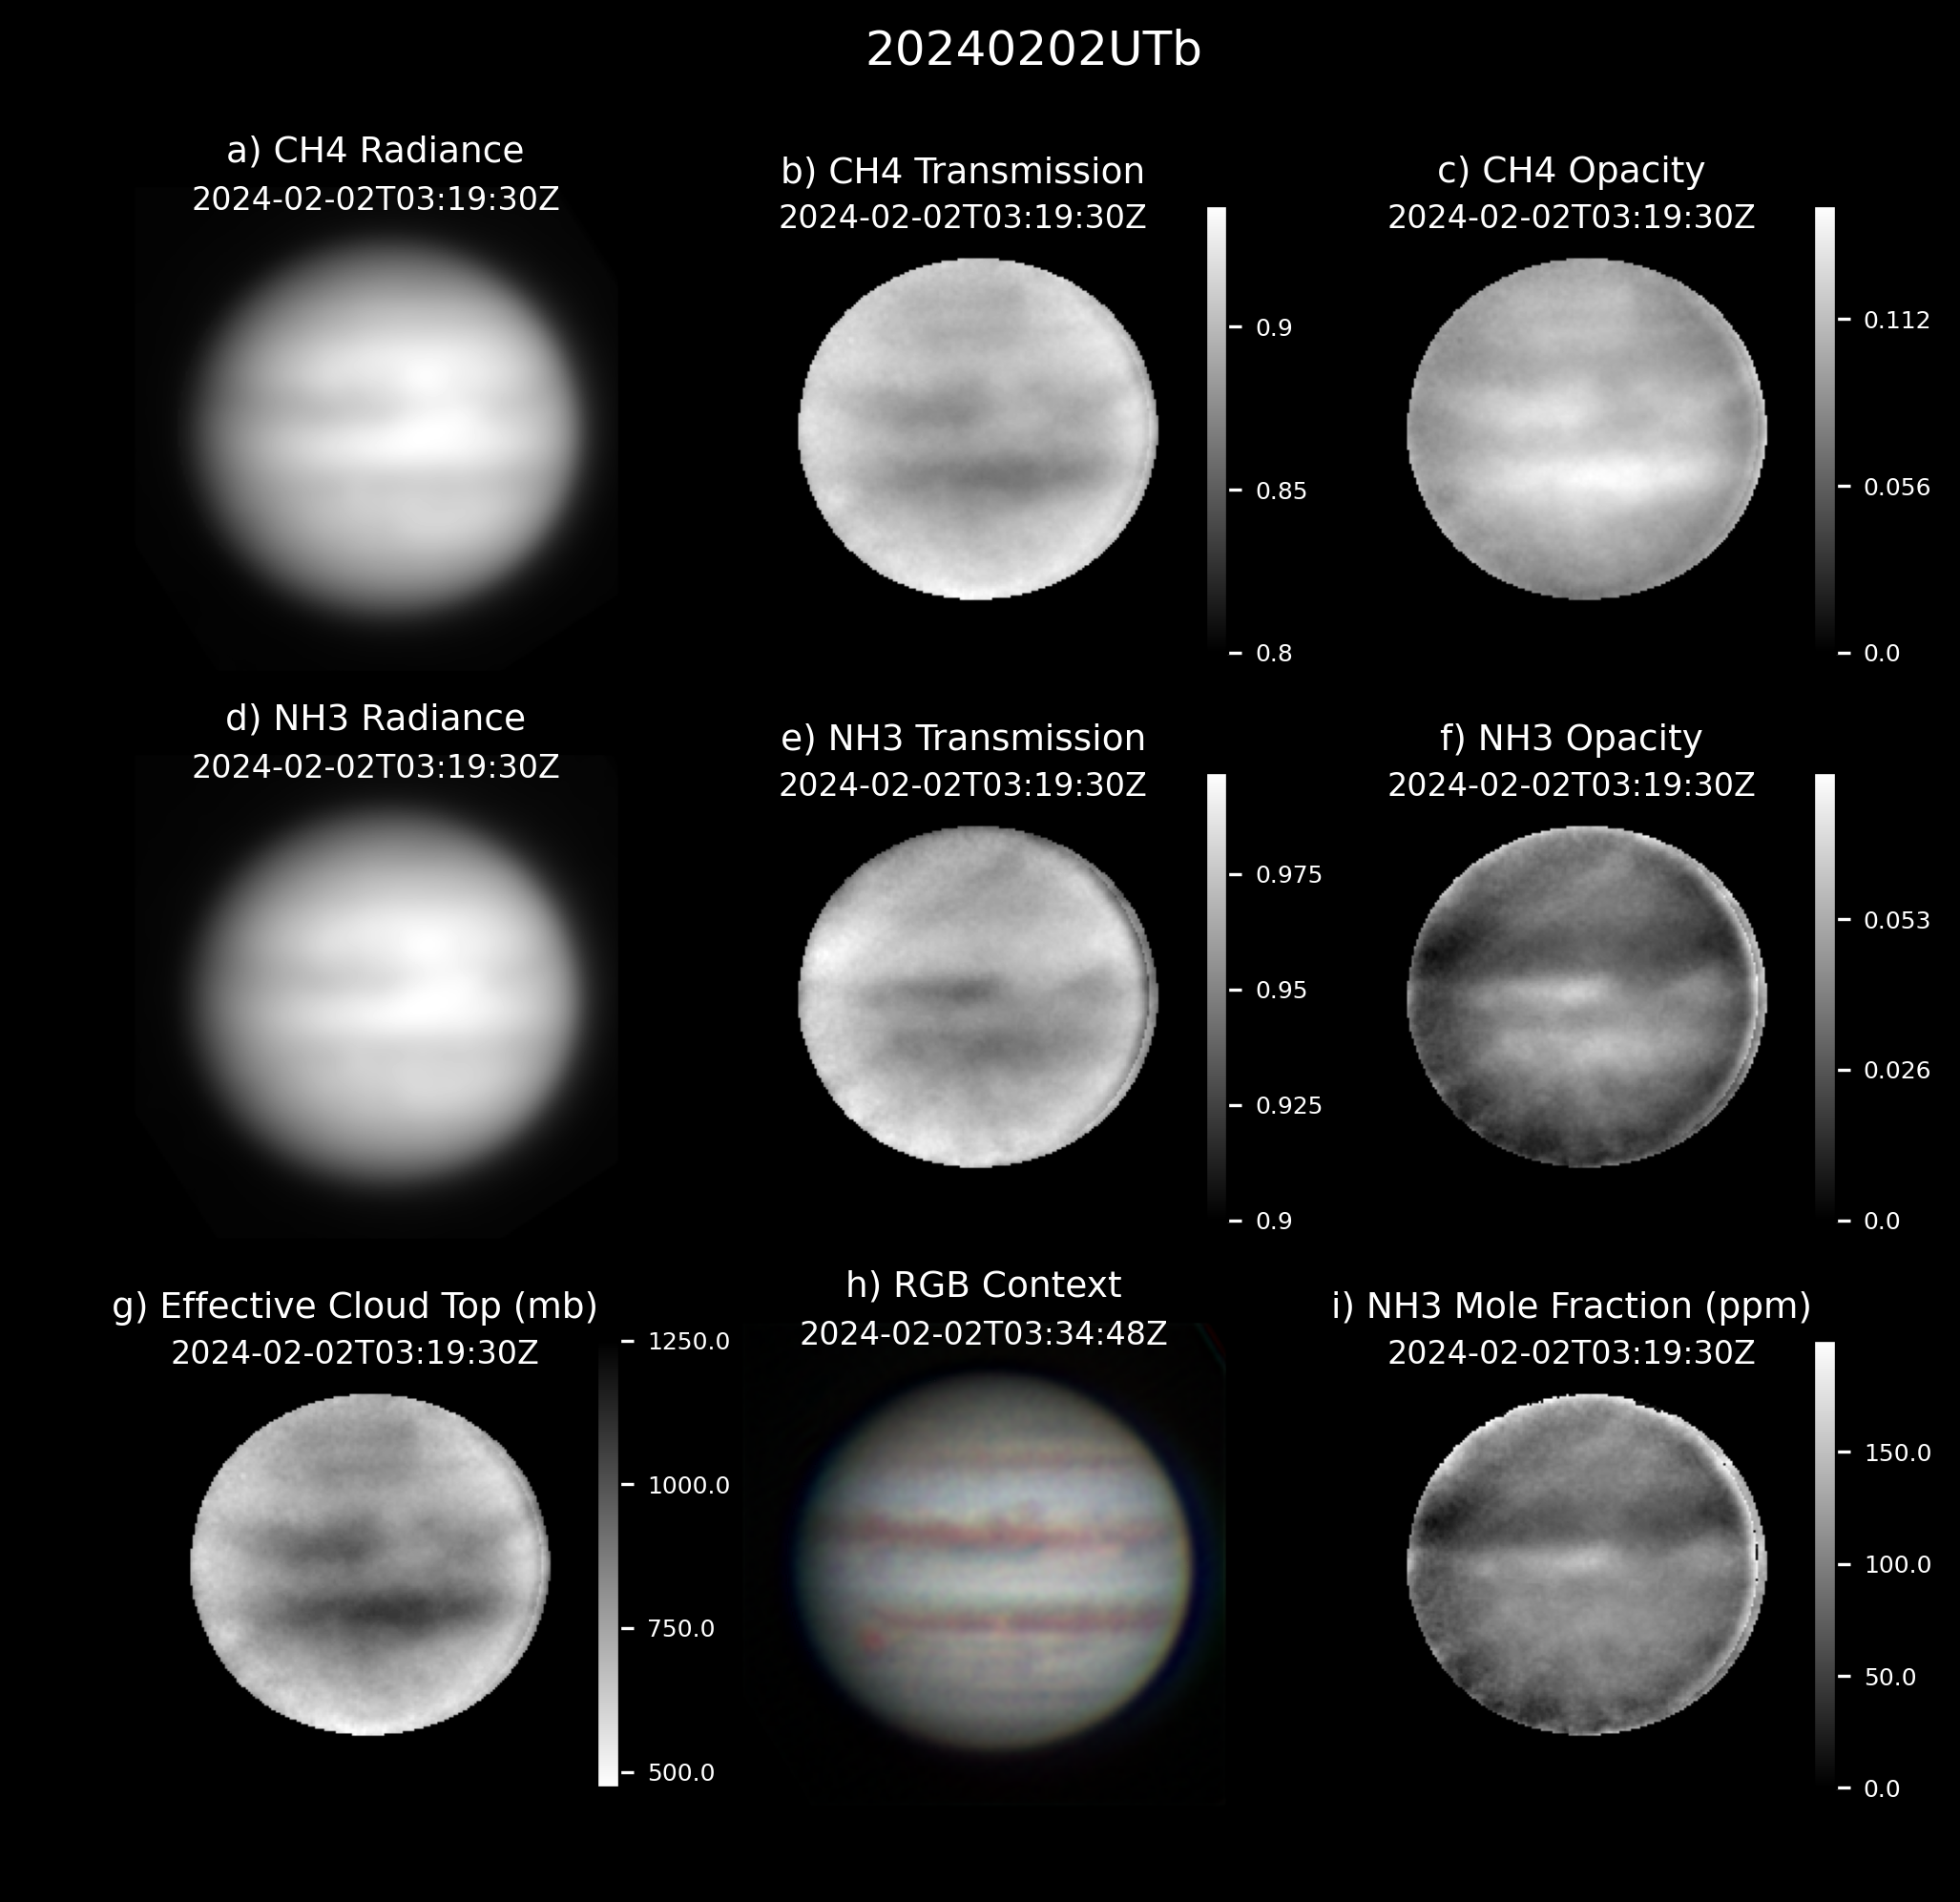 20240202UTb
a) CH4 Radiance
2024-02-02T03:19:30Z
b) CH4 Transmission
2024-02-02T03:19:30Z
0.9
0.85
0.8
c) CH4 Opacity
2024-02-02T03:19:30Z
0.112
0.056
0.0
d) NH3 Radiance
2024-02-02T03:19:30Z
e) NH3 Transmission
2024-02-02T03:19:30Z
0.975
0.95
0.925
0.9
f) NH3 Opacity
2024-02-02T03:19:30Z
0.053
0.026
0.0
g) Effective Cloud Top (mb)
2024-02-02T03:19:30Z
1250.0
1000.0
750.0
500.0
h) RGB Context
2024-02-02T03:34:48Z
i) NH3 Mole Fraction (ppm)
2024-02-02T03:19:30Z
150.0
100.0
50.0
0.0